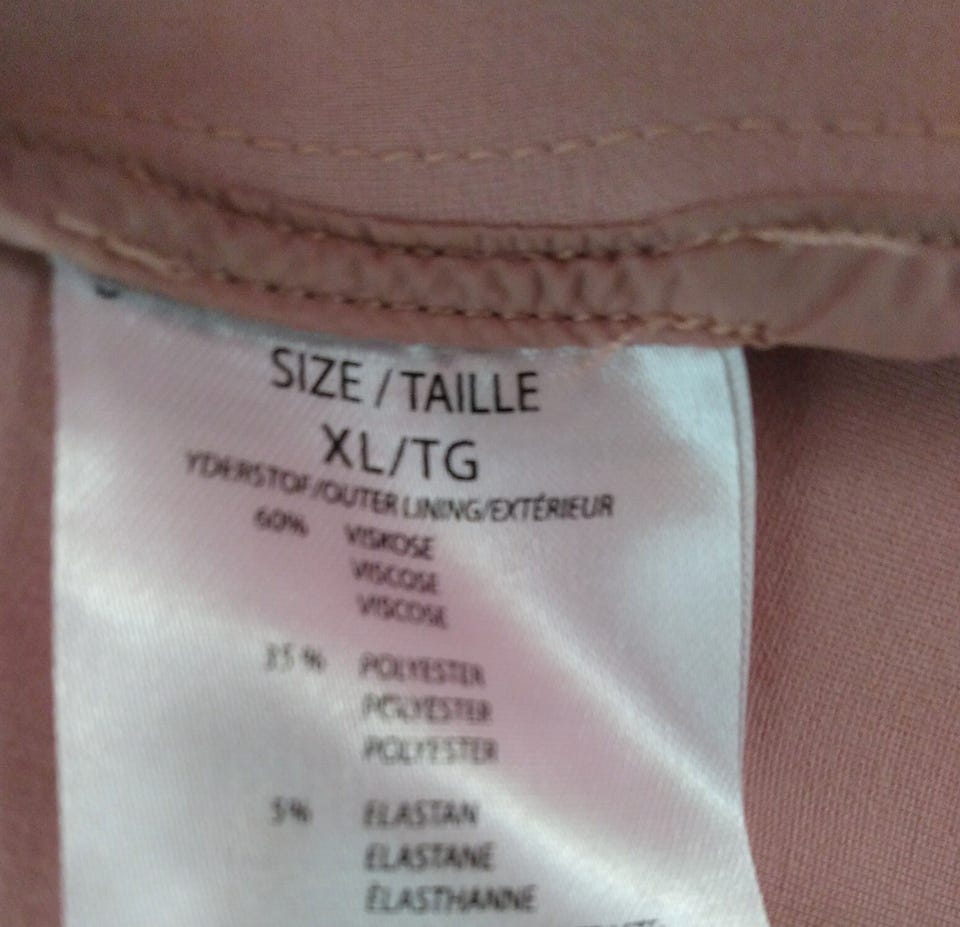 SIZE / TAILLE
XL/TG
YDERSTOF/OUTER LINING/EXTÉRIEUR
60% VISKOSE
VISCOSE
VISCOSE
35% POLYESTER
POLYESTER
POLYESTER
5% ELASTAN
ELASTANE
ÉLASTHANNE